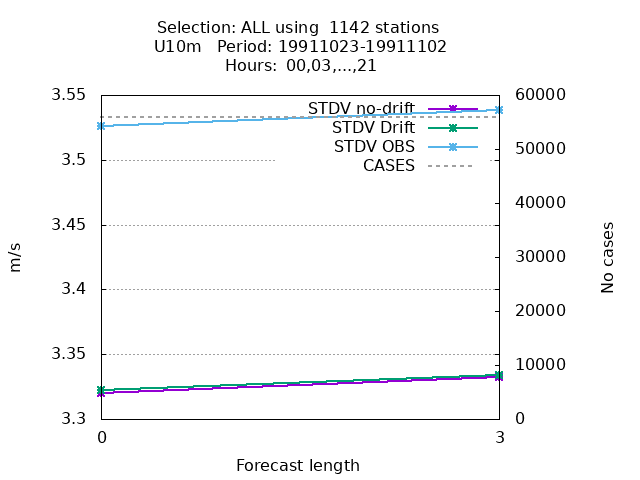 Selection: ALL using  1142 stations
U10m   Period: 19911023-19911102
Hours:  00,03,...,21
3.55
3.5
3.45
3.4
3.35
3.3
60000
50000
40000
30000
20000
10000
0
STDV no-drift
STDV Drift
STDV OBS
CASES
m/s
No cases
0
3
Forecast length